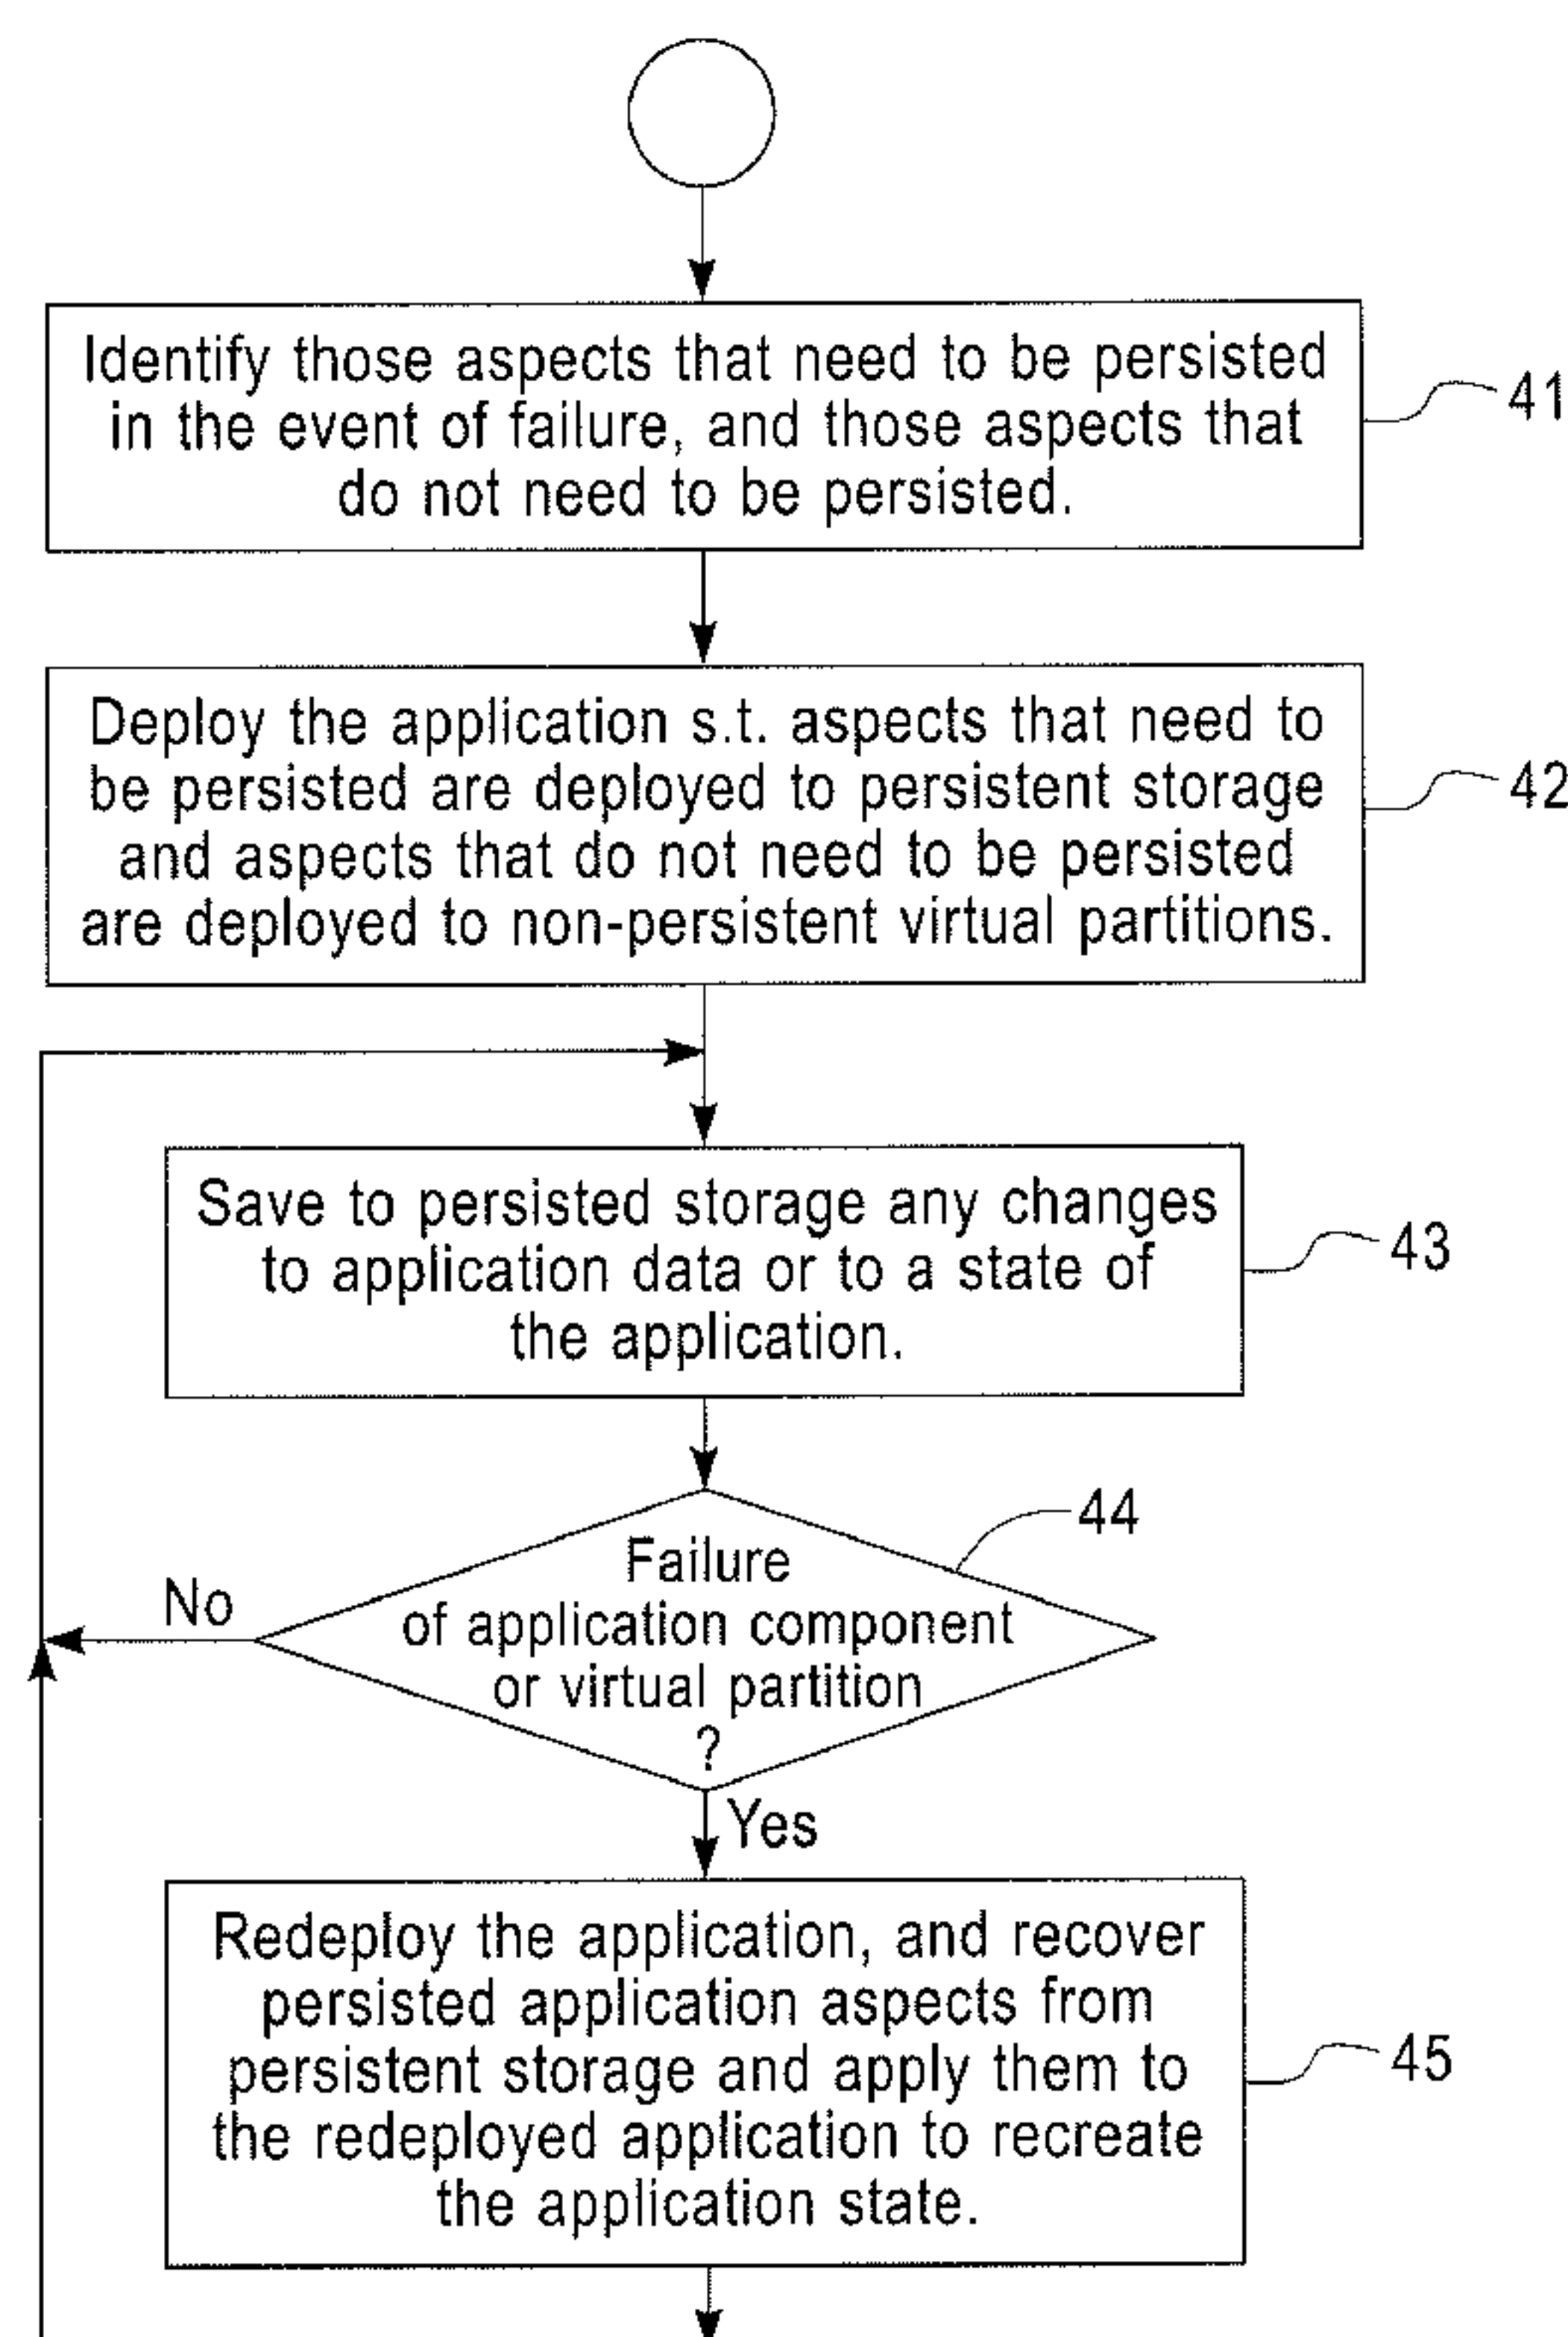 Identify those aspects that need to be persisted
in the event of failure, and those aspects that
do not need to be persisted.
41
Deploy the application s.t. aspects that need to
be persisted are deployed to persistent storage
and aspects that do not need to be persisted
are deployed to non-persistent virtual partitions.
42
Save to persisted storage any changes
to application data or to a state of
the application.
43
44
Failure
of application component
or virtual partition
?
No
Yes
Redeploy the application, and recover
persisted application aspects from
persistent storage and apply them to
the redeployed application to recreate
the application state.
45